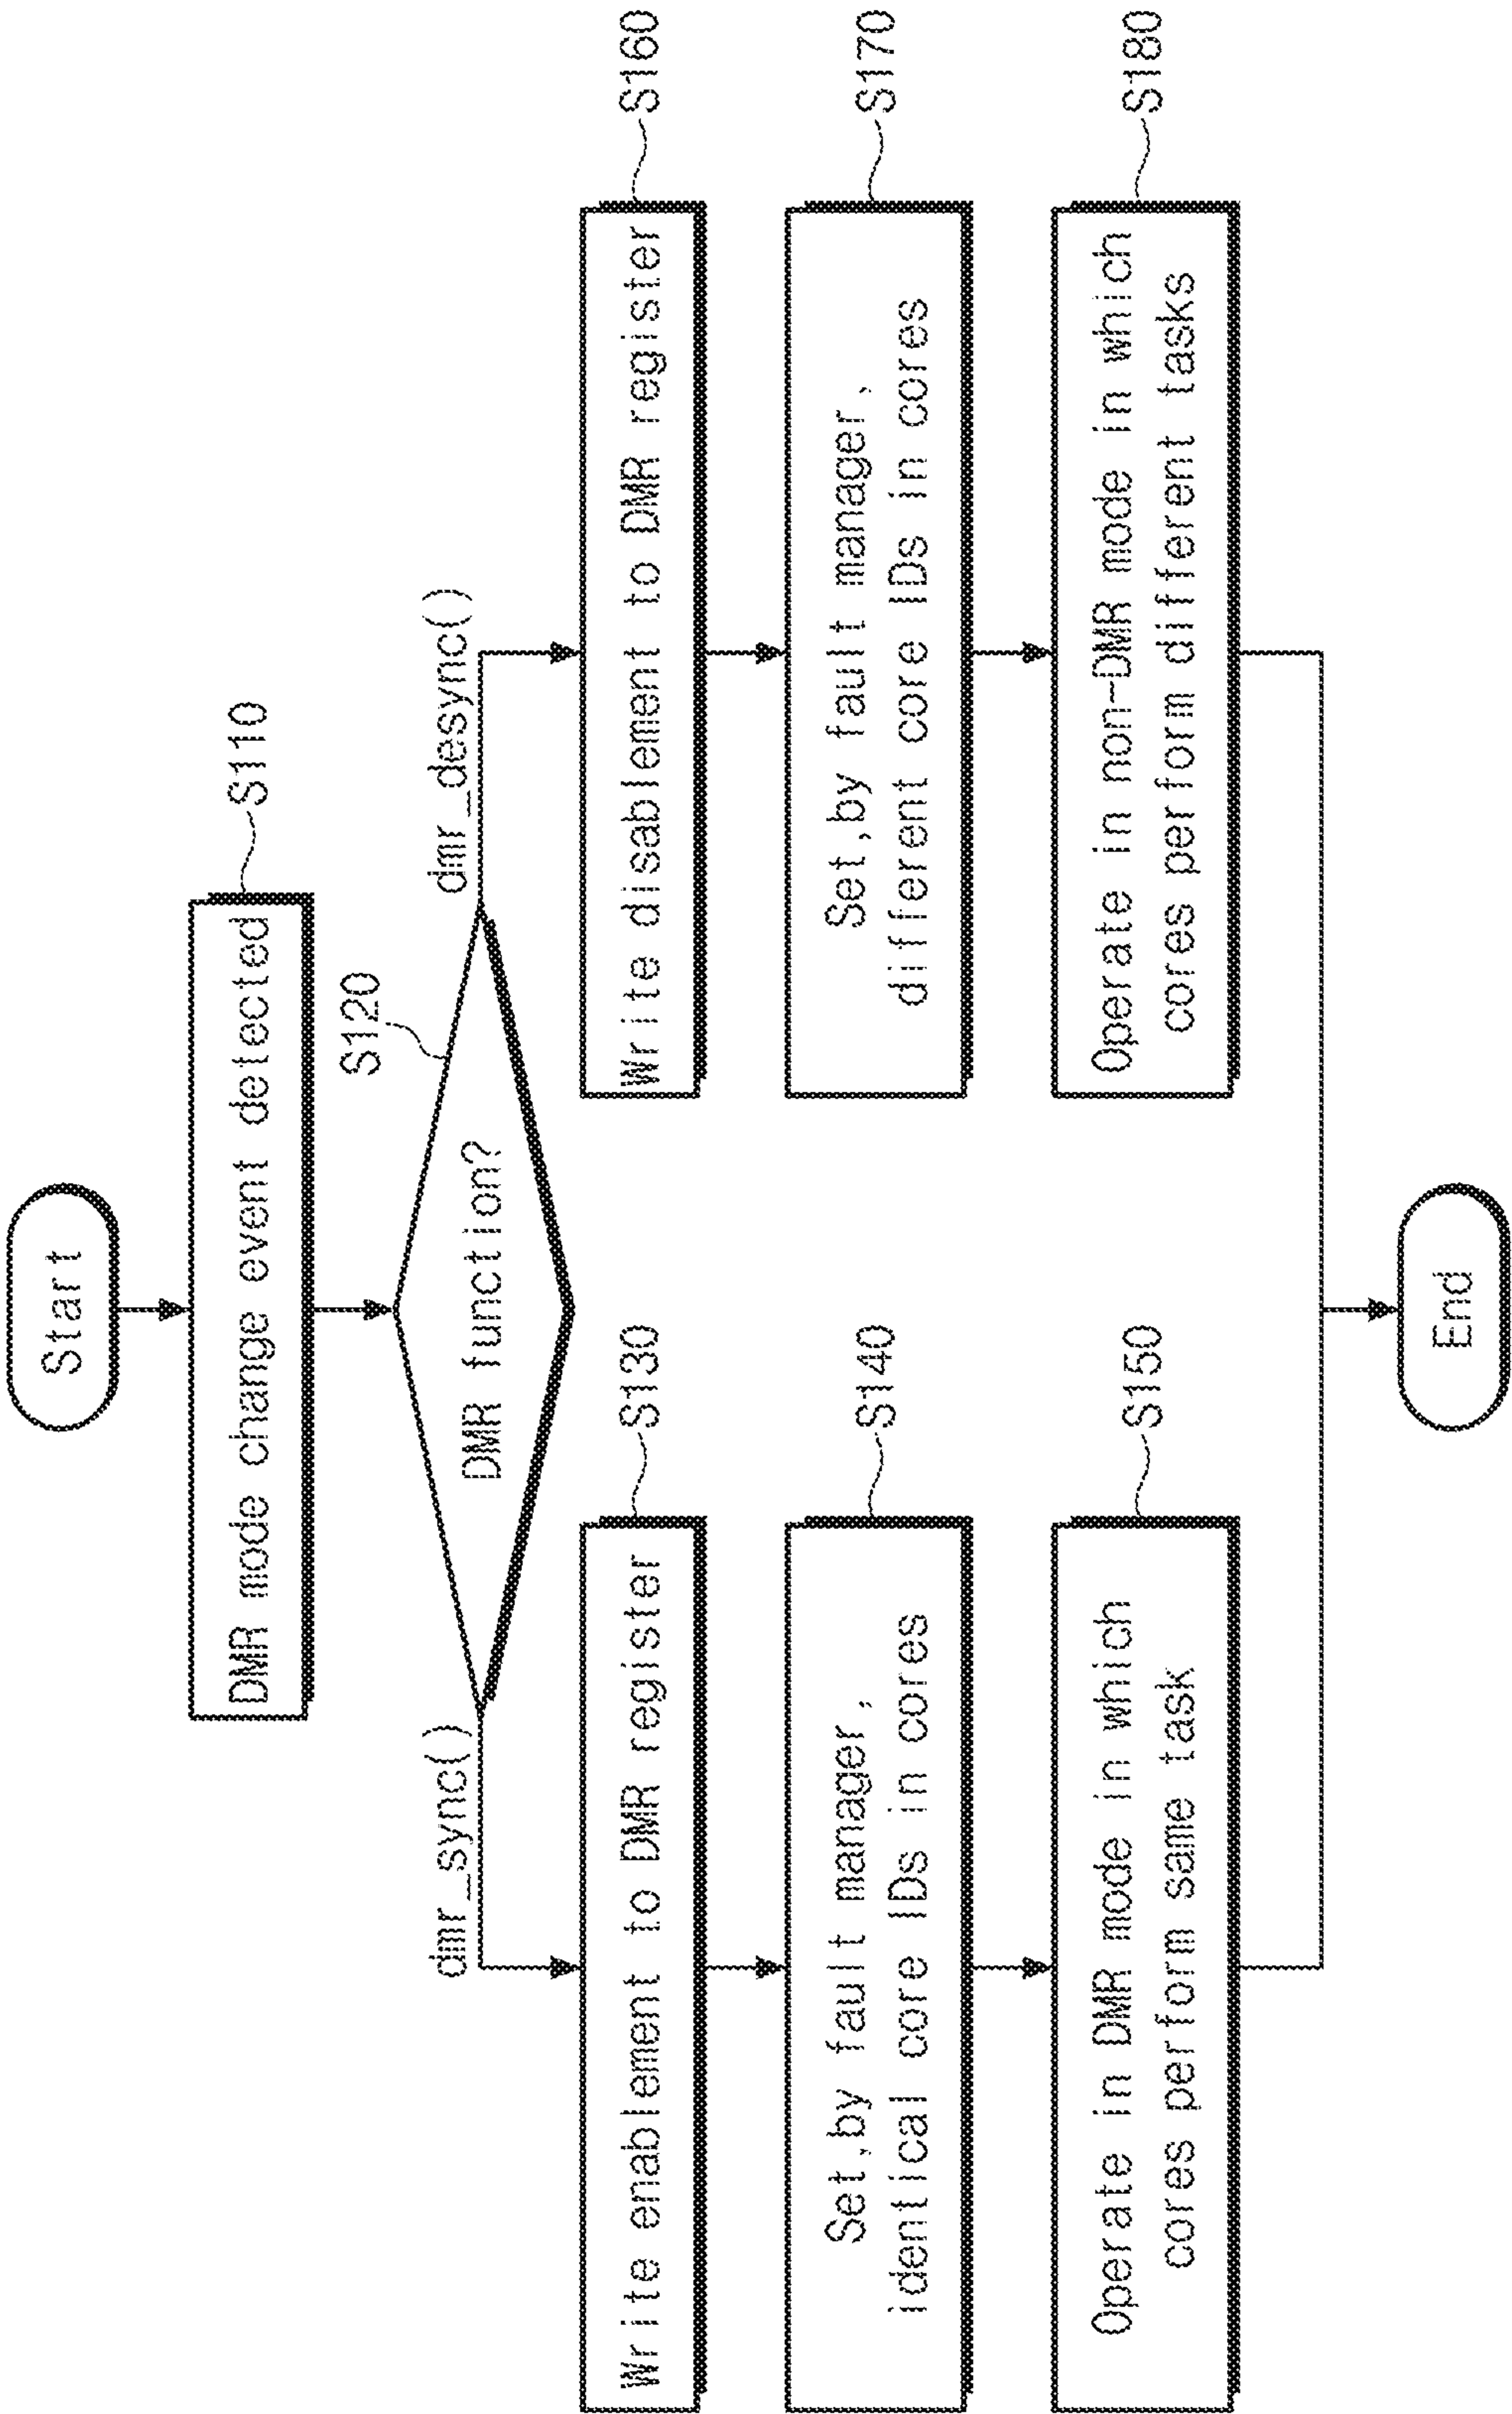 Start
DMR mode change event detected
S110
S120
DMR function?
dmr_sync()
dmr_desync()
Write enablement to DMR register
S130
Set,by fault manager,
identical core IDs in cores
S140
Operate in DMR mode in which
cores perform same task
S150
Write disablement to DMR register
S160
Set,by fault manager,
different core IDs in cores
S170
Operate in non-DMR mode in which
cores perform different tasks
S180
End